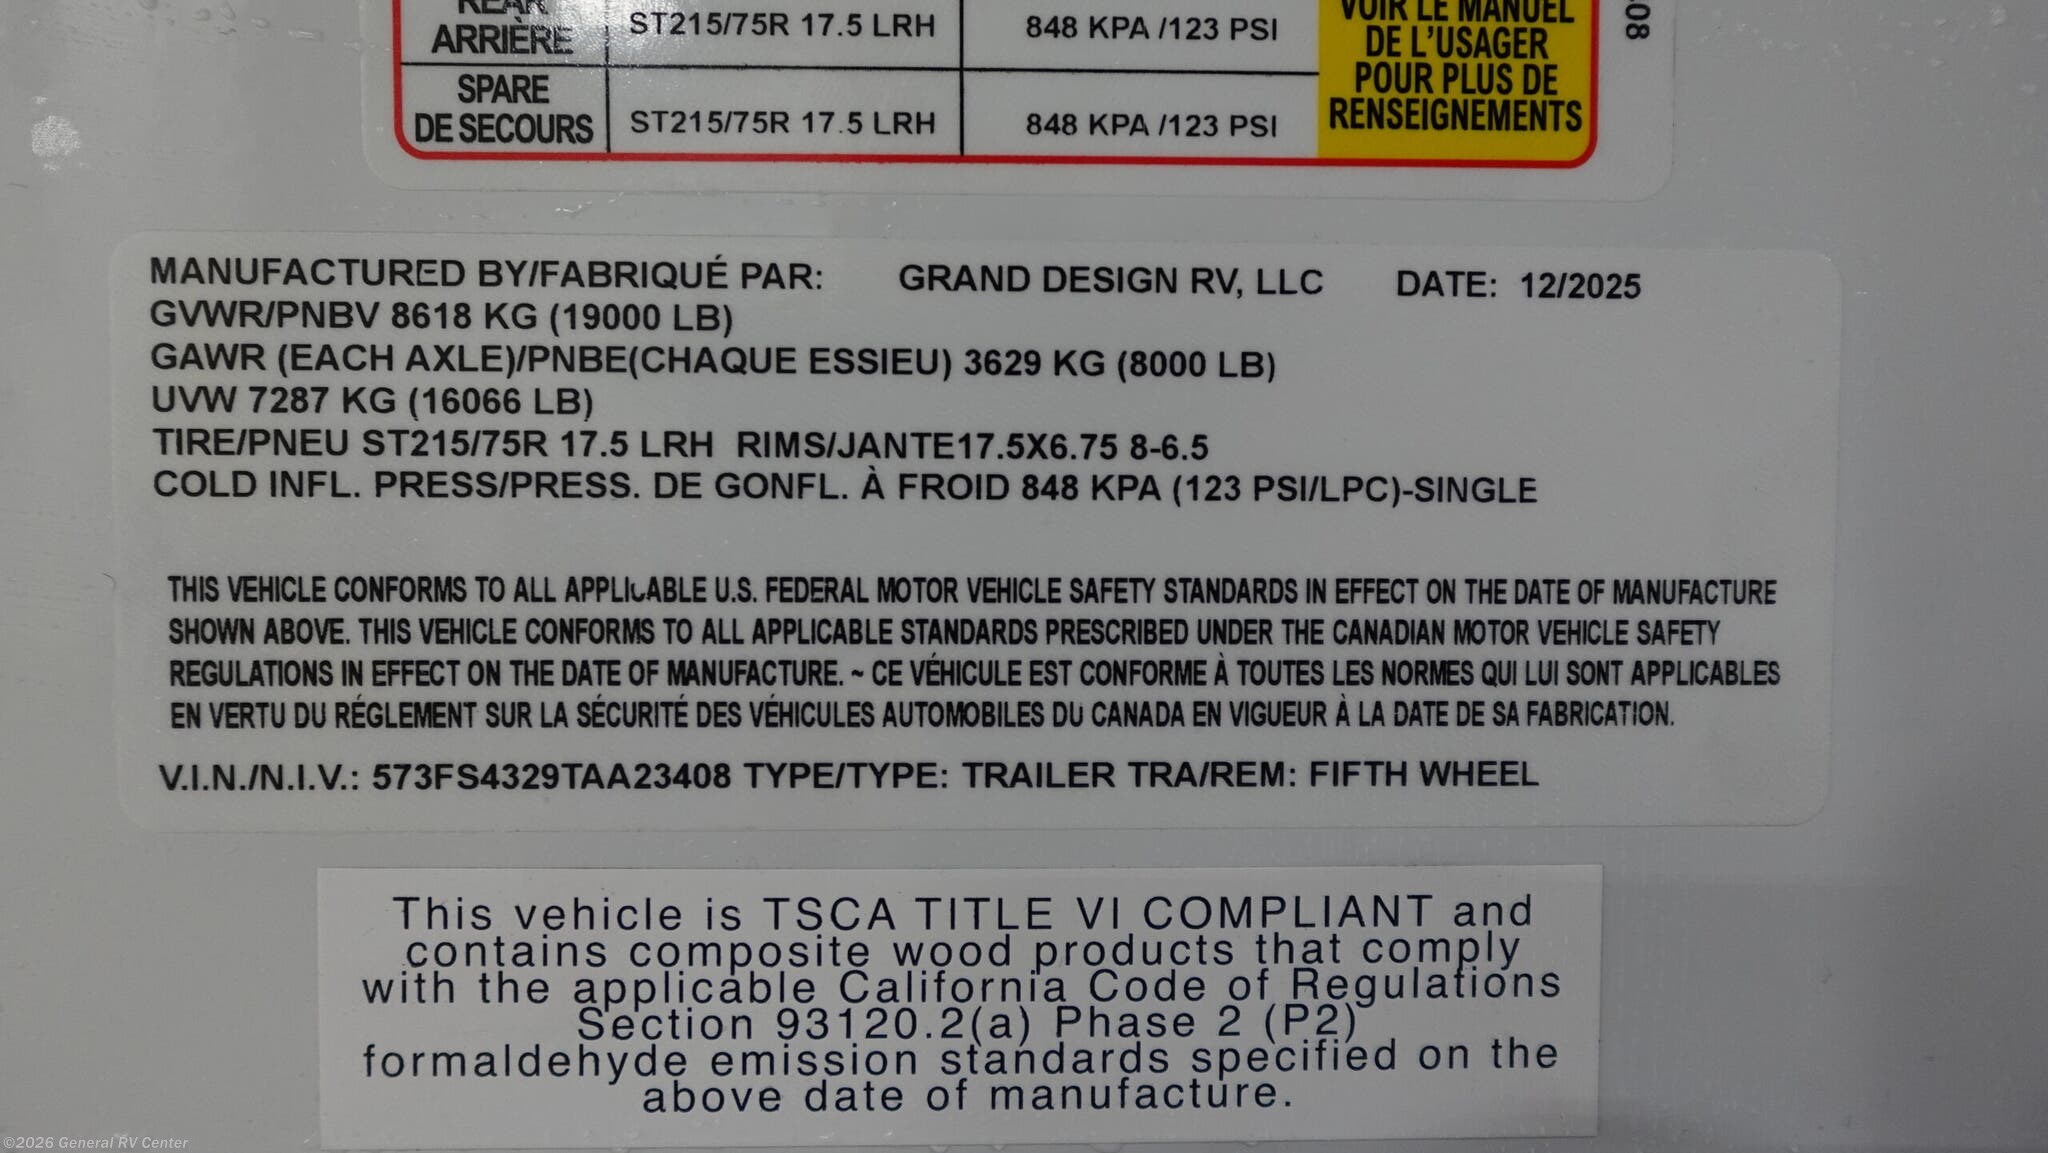 REAR
ARRIÈRE
ST215/75R 17.5 LRH
848 KPA /123 PSI
SPARE
DE SECOURS
ST215/75R 17.5 LRH
848 KPA /123 PSI
VOIR LE MANUEL
DE L'USAGER
POUR PLUS DE
RENSEIGNEMENTS
MANUFACTURED BY/FABRIQUÉ PAR: GRAND DESIGN RV, LLC DATE: 12/2025
GVWR/PNBV 8618 KG (19000 LB)
GAWR (EACH AXLE)/PNBE(CHAQUE ESSIEU) 3629 KG (8000 LB)
UVW 7287 KG (16066 LB)
TIRE/PNEU ST215/75R 17.5 LRH RIMS/JANTE17.5X6.75 8-6.5
COLD INFL. PRESS/PRESS. DE GONFL. À FROID 848 KPA (123 PSI/LPC)-SINGLE
THIS VEHICLE CONFORMS TO ALL APPLICABLE U.S. FEDERAL MOTOR VEHICLE SAFETY STANDARDS IN EFFECT ON THE DATE OF MANUFACTURE
SHOWN ABOVE. THIS VEHICLE CONFORMS TO ALL APPLICABLE STANDARDS PRESCRIBED UNDER THE CANADIAN MOTOR VEHICLE SAFETY
REGULATIONS IN EFFECT ON THE DATE OF MANUFACTURE. ~ CE VÉHICULE EST CONFORME À TOUTES LES NORMES QUI LUI SONT APPLICABLES
EN VERTU DU RÉGLEMENT SUR LA SÉCURITÉ DES VÉHICULES AUTOMOBILES DU CANADA EN VIGUEUR À LA DATE DE SA FABRICATION.
V.I.N./N.I.V.: 573FS4329TAA23408 TYPE/TYPE: TRAILER TRA/REM: FIFTH WHEEL
This vehicle is TSCA TITLE VI COMPLIANT and
contains composite wood products that comply
with the applicable California Code of Regulations
Section 93120.2(a) Phase 2 (P2)
formaldehyde emission standards specified on the
above date of manufacture.
©2026 General RV Center